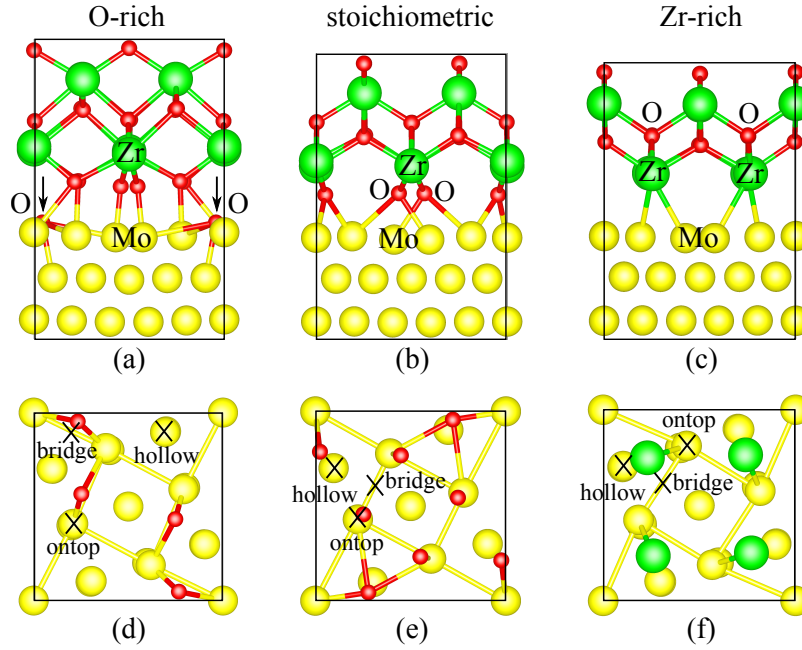 O-rich stoichiometric Zr-rich
O O
Zr Zr Zr Zr
O O O O
Mo Mo Mo
(a) (b) (c)
bridge hollow
ontop
hollow bridge
ontop
ontop
hollow bridge
(d) (e) (f)